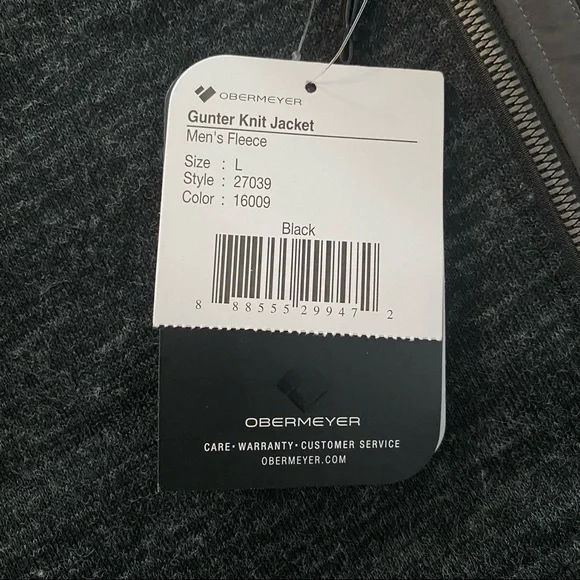 OBERMEYER
Gunter Knit Jacket
Men's Fleece
Size : L
Style : 27039
Color : 16009
Black
8 88555 29947 2
OBERMEYER
CARE • WARRANTY • CUSTOMER SERVICE
OBERMEYER.COM